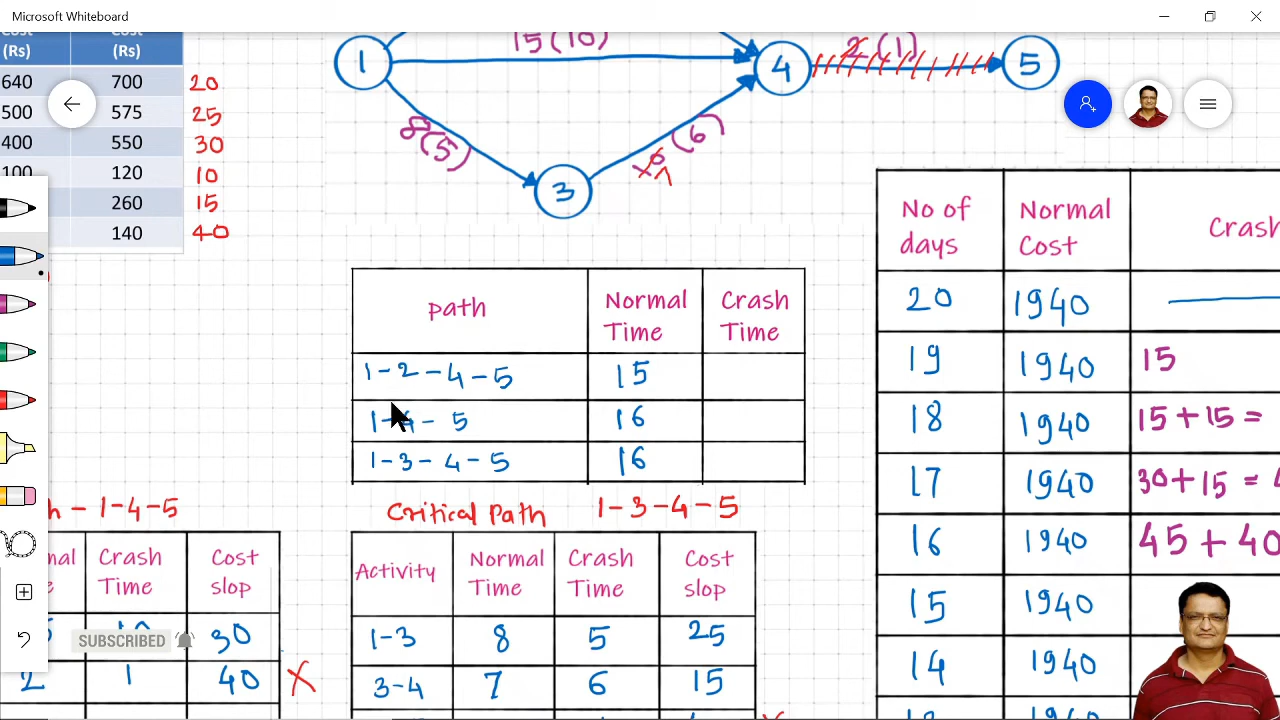 Microsoft Whiteboard
Cost Cost
(Rs) (Rs)
640 700 20
500 575 25
400 550 30
100 120 10
260 15
140 40
15(10)
1
4
2 (1)
5
8(5)
(6)
7
3
path Normal Time Crash Time
1-2-4-5 15
1-4-5 16
1-3-4-5 16
- 1-4-5
Critical Path 1-3-4-5
Crash Time Cost slop
30
2 1 40 X
SUBSCRIBED
Activity Normal Time Crash Time Cost slop
1-3 8 5 25
3-4 7 6 15
No of days Normal Cost Crash
20 1940
19 1940 15
18 1940 15+15=
17 1940 30+15=
16 1940 45+40
15 1940
14 1940